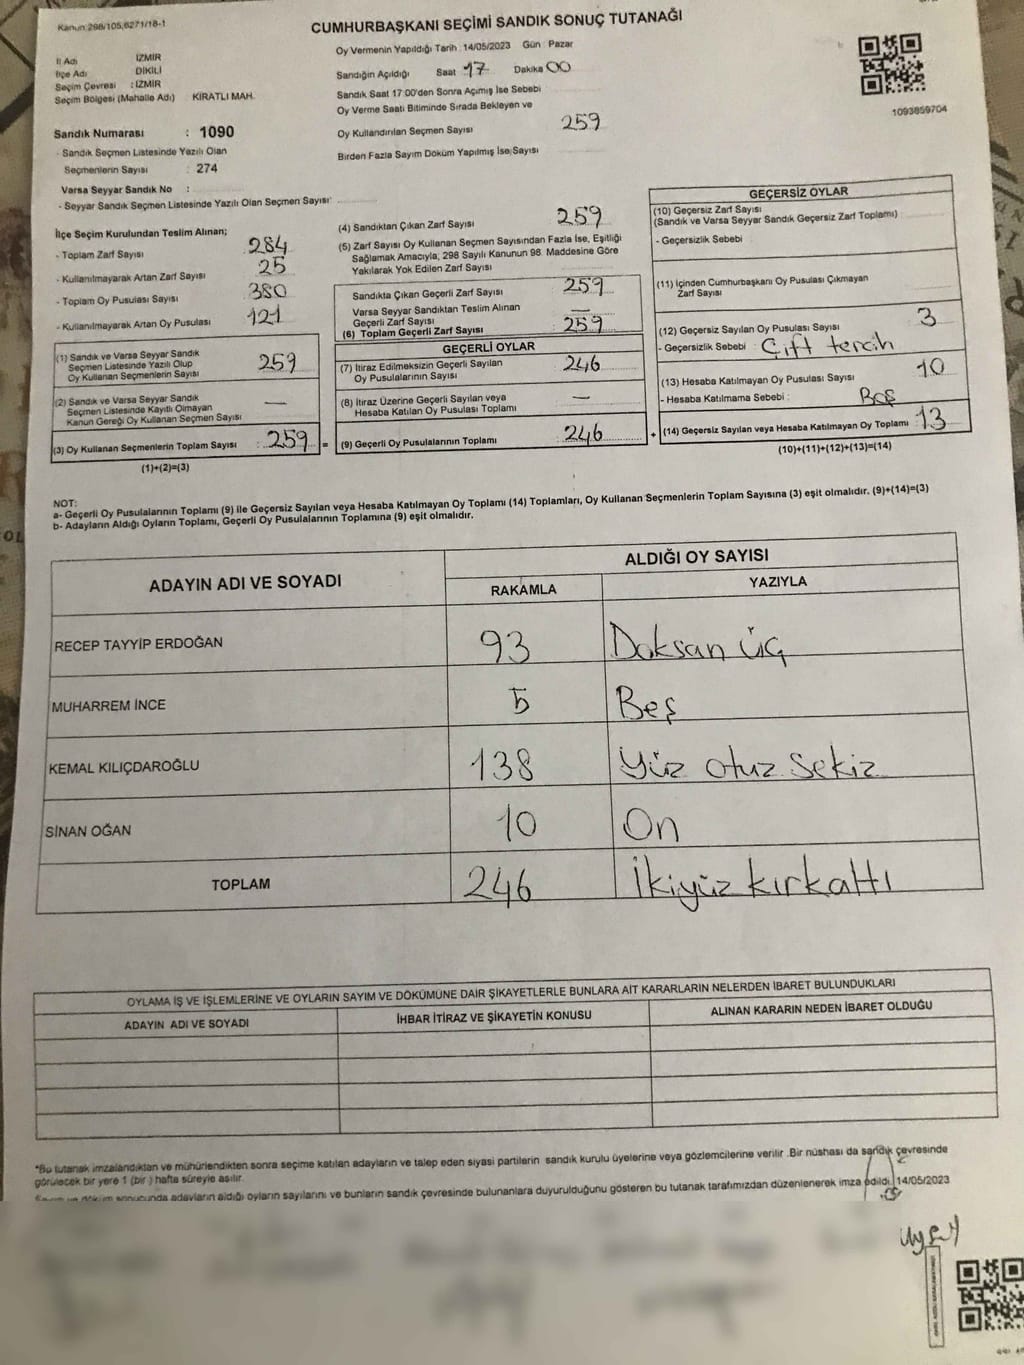 Kanun:298/105,6271/18-1
CUMHURBAŞKANI SEÇİMİ SANDIK SONUÇ TUTANAĞI
İl Adı İZMİR
İlçe Adı DİKİLİ
Seçim Çevresi : İZMİR
Seçim Bölgesi (Mahalle Adı) KIRATLI MAH.
Sandık Numarası : 1090
- Sandık Seçmen Listesinde Yazılı Olan
Seçmenlerin Sayısı : 274
Varsa Seyyar Sandık No :
- Seyyar Sandık Seçmen Listesinde Yazılı Olan Seçmen Sayısı:
Oy Vermenin Yapıldığı Tarih : 14/05/2023 Gün : Pazar
Sandığın Açıldığı Saat 17 Dakika 00
Sandık Saat 17:00'den Sonra Açımış İse Sebebi
Oy Verme Saati Bitiminde Sırada Bekleyen ve
Oy Kullandırılan Seçmen Sayısı 259
Birden Fazla Sayım Döküm Yapılmış İse;Sayısı
1093859704
İlçe Seçim Kurulundan Teslim Alınan;
- Toplam Zarf Sayısı 284
- Kullanılmayarak Artan Zarf Sayısı 25
- Toplam Oy Pusulası Sayısı 380
- Kullanılmayarak Artan Oy Pusulası 121
(1) Sandık ve Varsa Seyyar Sandık
Seçmen Listesinde Yazılı Olup
Oy Kullanan Seçmenlerin Sayısı 259
(2) Sandık ve Varsa Seyyar Sandık
Seçmen Listesinde Kayıtlı Olmayan
Kanun Gereği Oy Kullanan Seçmen Sayısı —
(3) Oy Kullanan Seçmenlerin Toplam Sayısı : 259 =
(1)+(2)=(3)
(4) Sandıktan Çıkan Zarf Sayısı 259
(5) Zarf Sayısı Oy Kullanan Seçmen Sayısından Fazla İse, Eşitliği
Sağlamak Amacıyla; 298 Sayılı Kanunun 98. Maddesine Göre
Yakılarak Yok Edilen Zarf Sayısı
Sandıkta Çıkan Geçerli Zarf Sayısı 259
Varsa Seyyar Sandıktan Teslim Alınan
Geçerli Zarf Sayısı
(6) Toplam Geçerli Zarf Sayısı 259
GEÇERLİ OYLAR
(7) İtiraz Edilmeksizin Geçerli Sayılan
Oy Pusulalarının Sayısı 246
(8) İtiraz Üzerine Geçerli Sayılan veya
Hesaba Katılan Oy Pusulası Toplamı —
(9) Geçerli Oy Pusulalarının Toplamı 246 +
GEÇERSİZ OYLAR
(10) Geçersiz Zarf Sayısı
(Sandık ve Varsa Seyyar Sandık Geçersiz Zarf Toplamı)
- Geçersizlik Sebebi
(11) İçinden Cumhurbaşkanı Oy Pusulası Çıkmayan
Zarf Sayısı
(12) Geçersiz Sayılan Oy Pusulası Sayısı 3
- Geçersizlik Sebebi : Çift tercih
(13) Hesaba Katılmayan Oy Pusulası Sayısı 10
- Hesaba Katılmama Sebebi : Boş
(14) Geçersiz Sayılan veya Hesaba Katılmayan Oy Toplamı : 13
(10)+(11)+(12)+(13)=(14)
NOT:
a- Geçerli Oy Pusulalarının Toplamı (9) ile Geçersiz Sayılan veya Hesaba Katılmayan Oy Toplamı (14) Toplamları, Oy Kullanan Seçmenlerin Toplam Sayısına (3) eşit olmalıdır. (9)+(14)=(3)
b- Adayların Aldığı Oyların Toplamı, Geçerli Oy Pusulalarının Toplamına (9) eşit olmalıdır.
ADAYIN ADI VE SOYADI ALDIĞI OY SAYISI
RAKAMLA YAZIYLA
RECEP TAYYİP ERDOĞAN 93 Doksan üç
MUHARREM İNCE 5 Beş
KEMAL KILIÇDAROĞLU 138 Yüz otuz sekiz
SİNAN OĞAN 10 On
TOPLAM 246 İkiyüz kırkaltı
OYLAMA İŞ VE İŞLEMLERİNE VE OYLARIN SAYIM VE DÖKÜMÜNE DAİR ŞİKAYETLERLE BUNLARA AİT KARARLARIN NELERDEN İBARET BULUNDUKLARI
ADAYIN ADI VE SOYADI İHBAR İTİRAZ VE ŞİKAYETİN KONUSU ALINAN KARARIN NEDEN İBARET OLDUĞU
*Bu tutanak imzalandıktan ve mühürlendikten sonra seçime katılan adayların ve talep eden siyasi partilerin sandık kurulu üyelerine veya gözlemcilerine verilir .Bir nüshası da sandık çevresinde
görülecek bir yere 1 (bir ) hafta süreyle asılır.
Sayım ve döküm sonucunda adayların aldığı oyların sayılarını ve bunların sandık çevresinde bulunanlara duyurulduğunu gösteren bu tutanak tarafımızdan düzenlenerek imza edildi. 14/05/2023